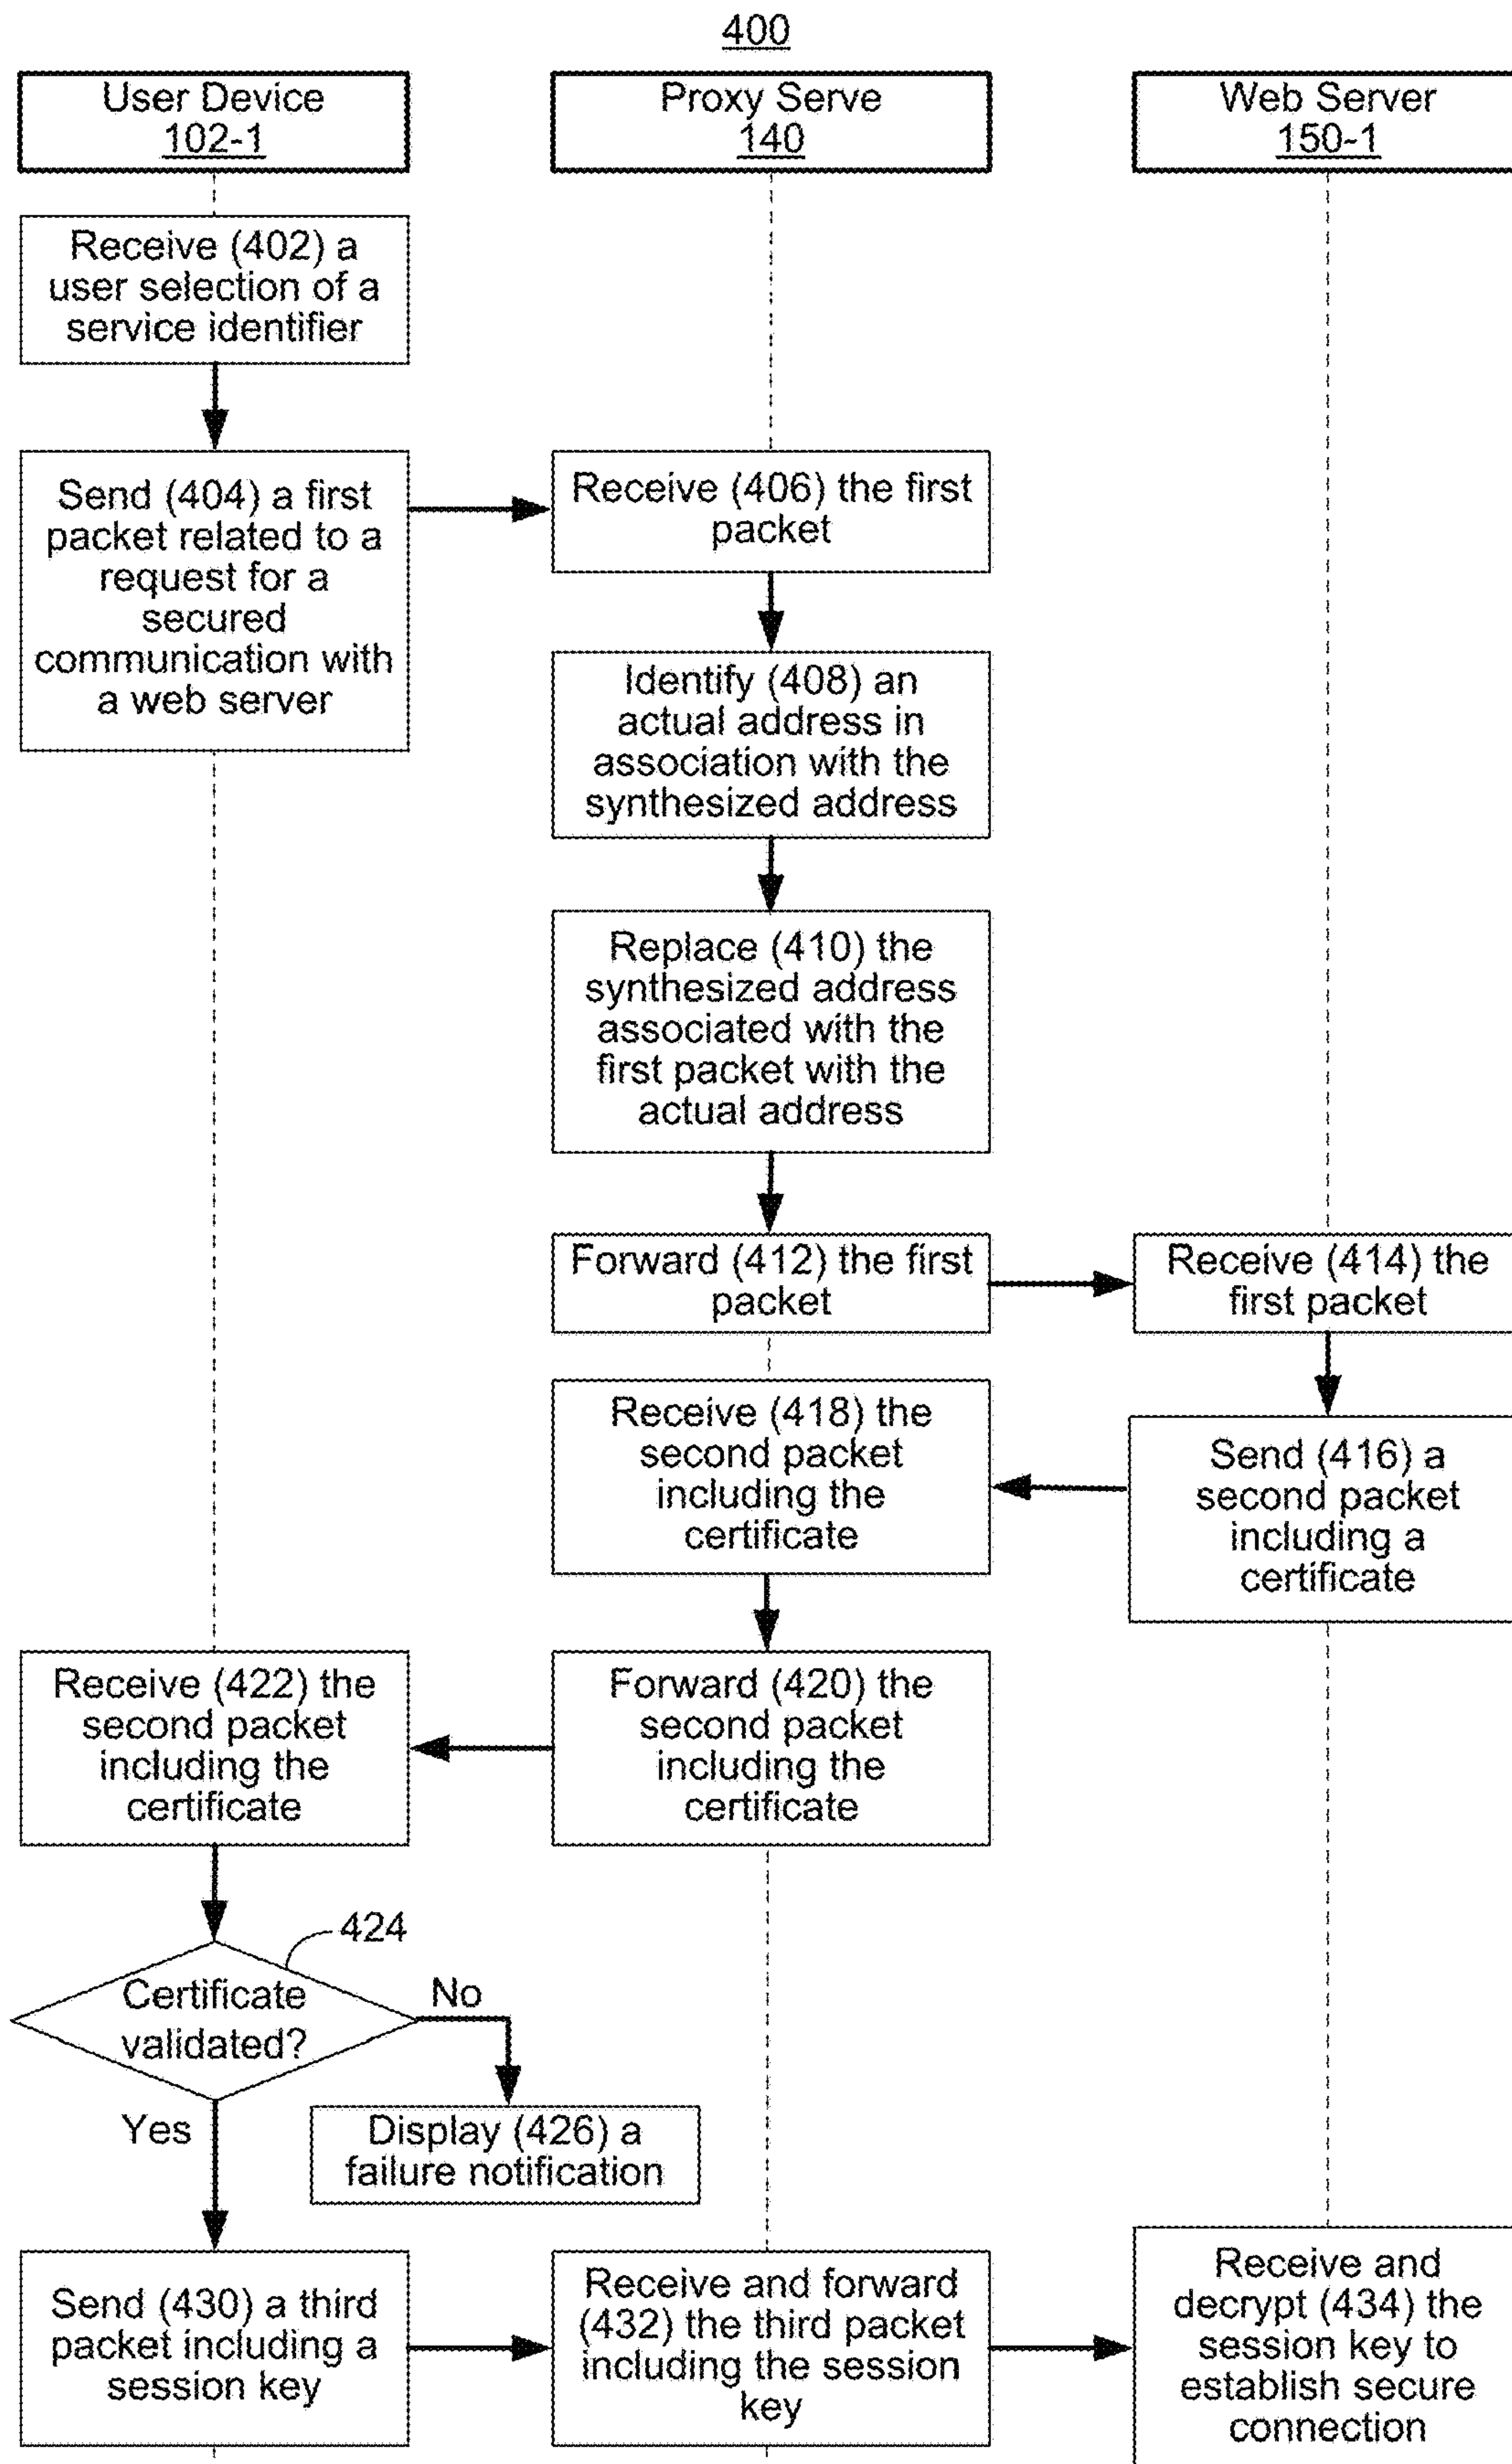 400
User Device
102-1
Proxy Serve
140
Web Server
150-1
Receive (402) a
user selection of a
service identifier
Send (404) a first
packet related to a
request for a
secured
communication with
a web server
Receive (406) the first
packet
Identify (408) an
actual address in
association with the
synthesized address
Replace (410) the
synthesized address
associated with the
first packet with the
actual address
Forward (412) the first
packet
Receive (414) the
first packet
Send (416) a
second packet
including a
certificate
Receive (418) the
second packet
including the
certificate
Forward (420) the
second packet
including the
certificate
Receive (422) the
second packet
including the
certificate
424
Certificate
validated?
No
Yes
Display (426) a
failure notification
Send (430) a third
packet including a
session key
Receive and forward
(432) the third packet
including the session
key
Receive and
decrypt (434) the
session key to
establish secure
connection